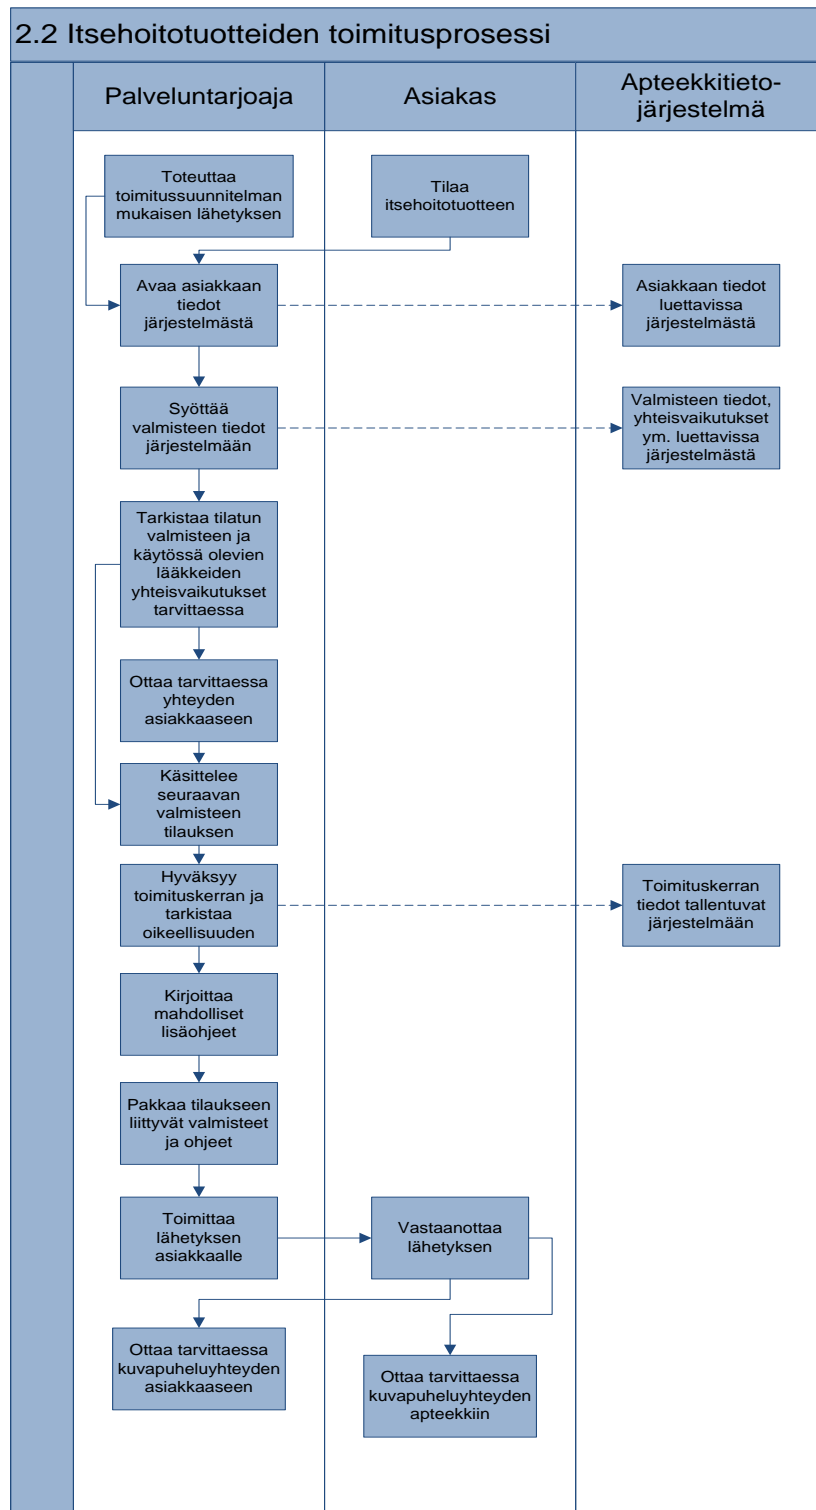 2.2 Itsehoitotuotteiden toimitusprosessi
Palveluntarjoaja
Asiakas
Apteekkitieto-
järjestelmä
Toteuttaa
toimitussuunnitelman
mukaisen lähetyksen
Tilaa
itsehoitotuotteen
Avaa asiakkaan
tiedot
järjestelmästä
Asiakkaan tiedot
luettavissa
järjestelmästä
Syöttää
valmisteen tiedot
järjestelmään
Valmisteen tiedot,
yhteisvaikutukset
ym. luettavissa
järjestelmästä
Tarkistaa tilatun
valmisteen ja
käytössä olevien
lääkkeiden
yhteisvaikutukset
tarvittaessa
Ottaa tarvittaessa
yhteyden
asiakkaaseen
Käsittelee
seuraavan
valmisteen
tilauksen
Hyväksyy
toimituskerran ja
tarkistaa
oikeellisuuden
Toimituskerran
tiedot tallentuvat
järjestelmään
Kirjoittaa
mahdolliset
lisäohjeet
Pakkaa tilaukseen
liittyvät valmisteet
ja ohjeet
Toimittaa
lähetyksen
asiakkaalle
Vastaanottaa
lähetyksen
Ottaa tarvittaessa
kuvapuheluyhteyden
asiakkaaseen
Ottaa tarvittaessa
kuvapuheluyhteyden
apteekkiin